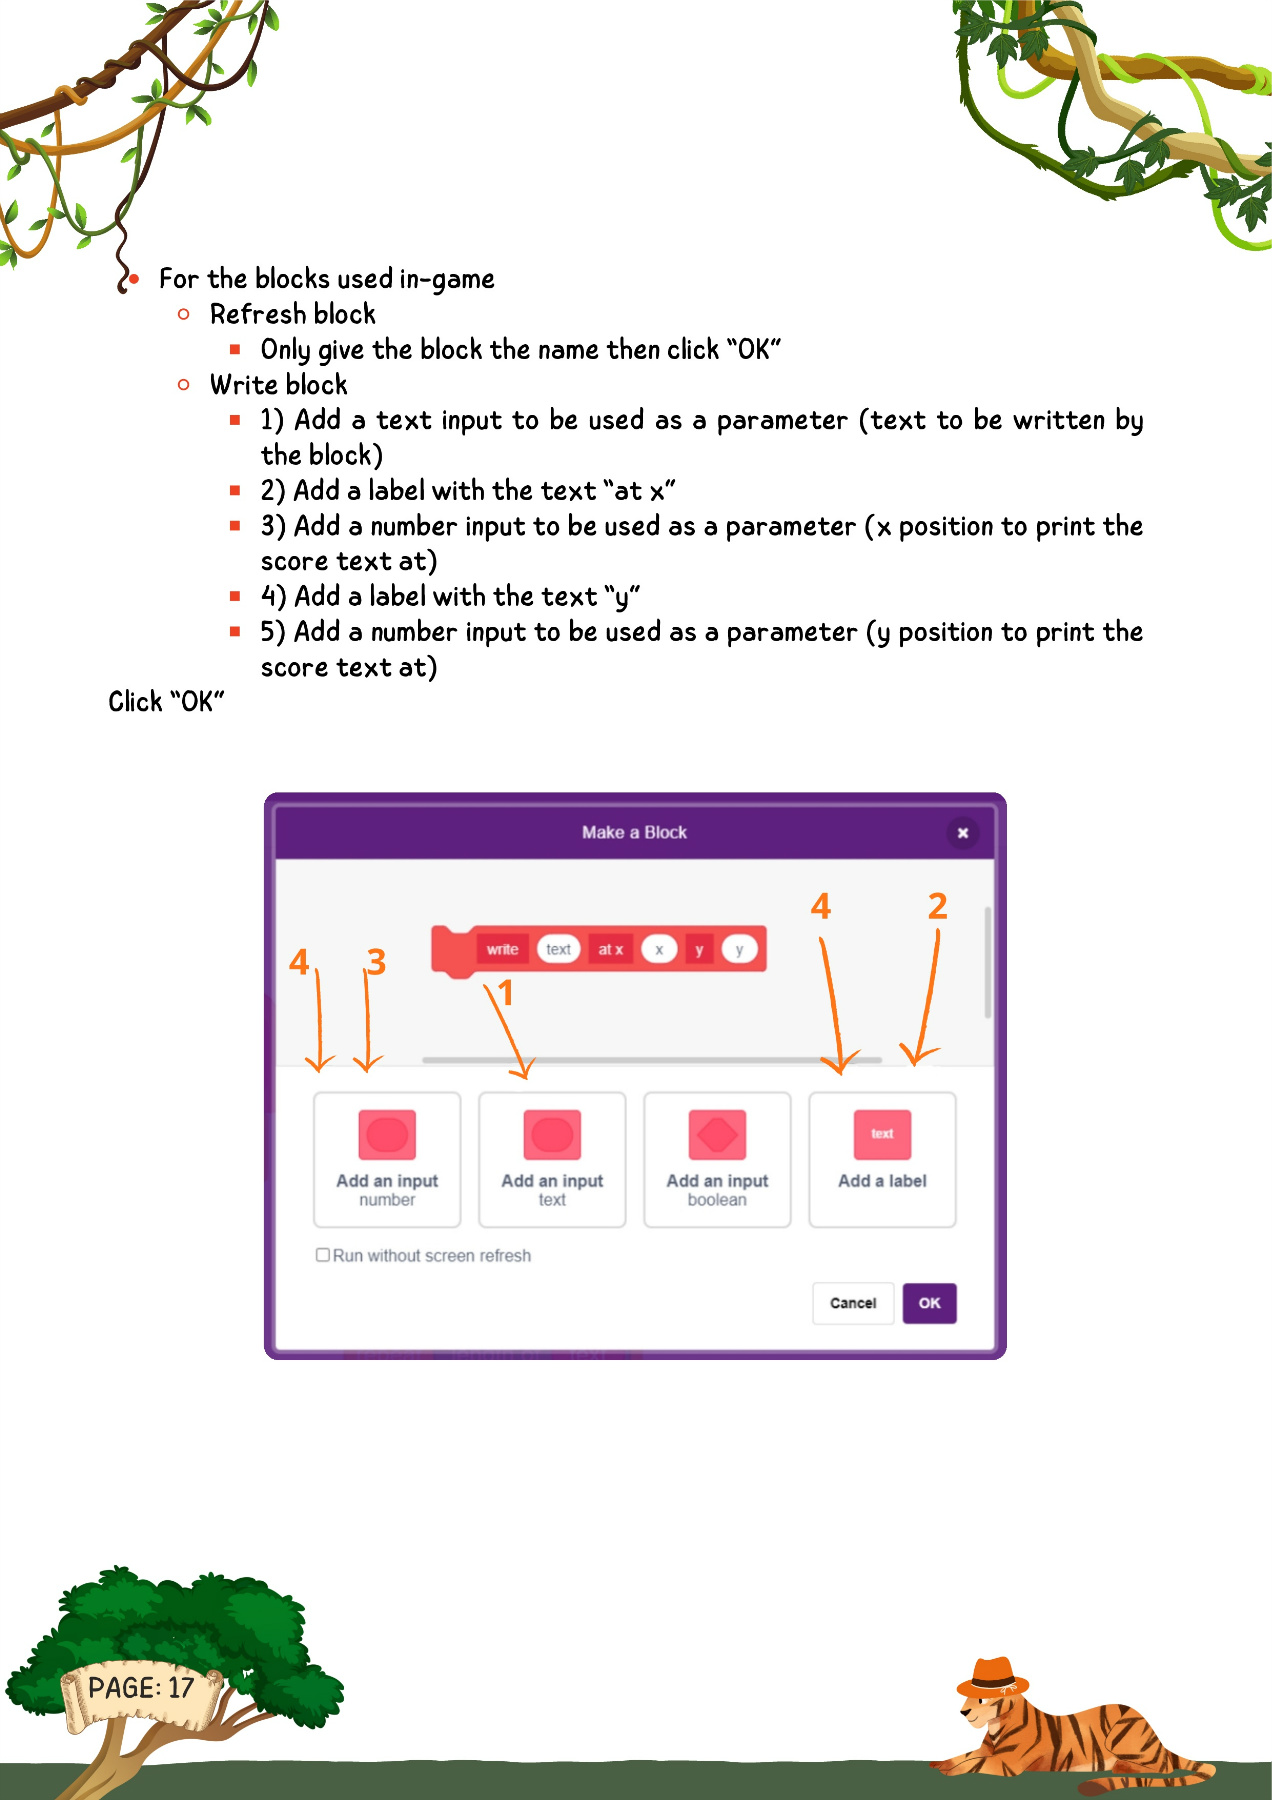 For the blocks used in-game
Refresh block
Only give the block the name then click “OK”
Write block
1) Add a text input to be used as a parameter (text to be written by
the block)
2) Add a label with the text “at x”
3) Add a number input to be used as a parameter (x position to print the
score text at)
4) Add a label with the text “y”
5) Add a number input to be used as a parameter (y position to print the
score text at)
Click “OK”
Make a Block
4 2
write text at x x y y
4 3
1
text
Add an input Add an input Add an input Add a label
number text boolean
Run without screen refresh
Cancel OK
PAGE: 17